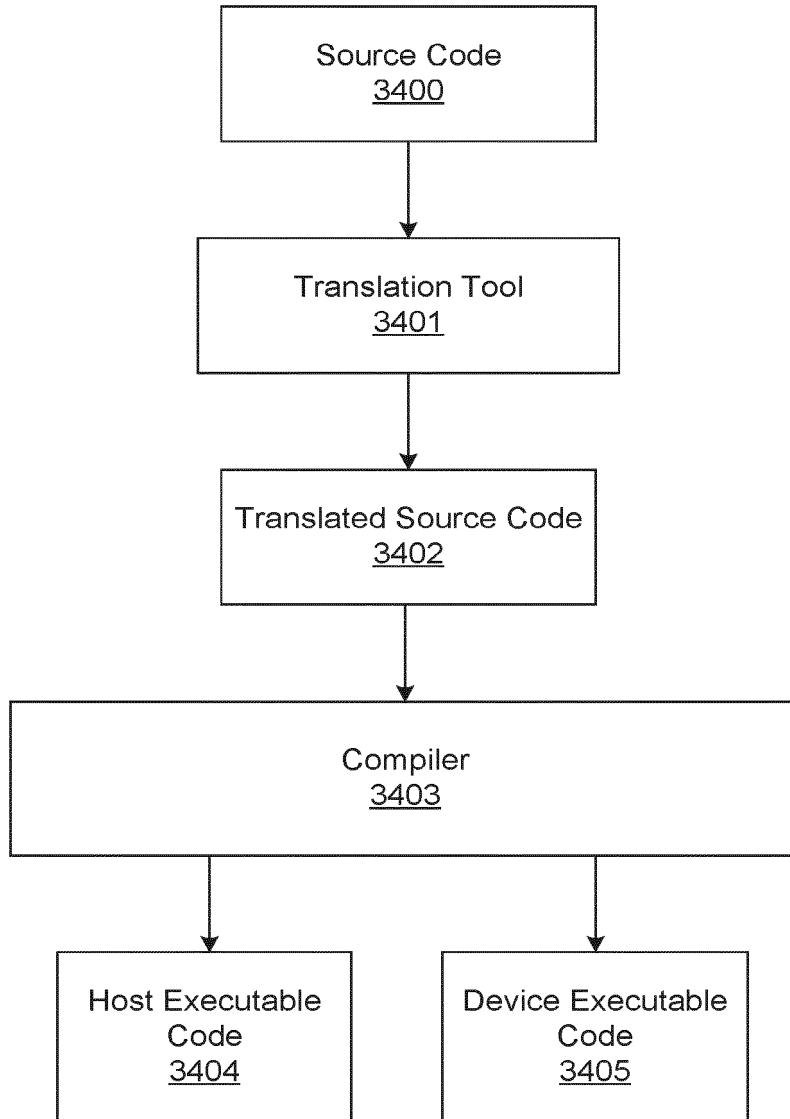 Source Code
3400
Translation Tool
3401
Translated Source Code
3402
Compiler
3403
Host Executable
Code
3404
Device Executable
Code
3405